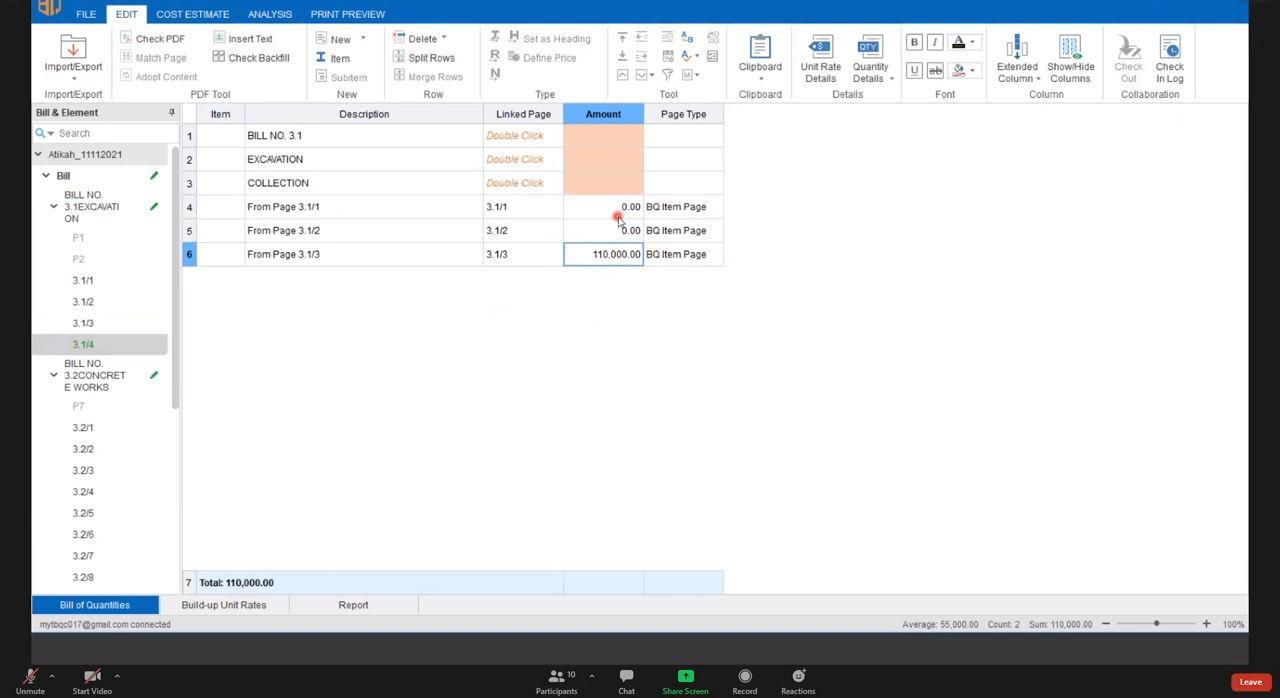 FILE EDIT COST ESTIMATE ANALYSIS PRINT PREVIEW
Import/Export
Import/Export
Check PDF Insert Text
Match Page Check Backfill
Adopt Content
PDF Tool
New
Item
Subitem
New
Delete
Split Rows
Merge Rows
Row
Set as Heading
Define Price
Type
Tool
Clipboard
Clipboard
Unit Rate
Details
Quantity
Details
Details
B I A
U ab
Font
Extended
Column
Show/Hide
Columns
Column
Check
Out
Check
In Log
Collaboration
Bill & Element
Search
Atikah_11112021
Bill
BILL NO.
3.1EXCAVATI
ON
P1
P2
3.1/1
3.1/2
3.1/3
3.1/4
BILL NO.
3.2CONCRET
E WORKS
P7
3.2/1
3.2/2
3.2/3
3.2/4
3.2/5
3.2/6
3.2/7
3.2/8
Item Description Linked Page Amount Page Type
1 BILL NO. 3.1 Double Click
2 EXCAVATION Double Click
3 COLLECTION Double Click
4 From Page 3.1/1 3.1/1 0.00 BQ Item Page
5 From Page 3.1/2 3.1/2 0.00 BQ Item Page
6 From Page 3.1/3 3.1/3 110,000.00 BQ Item Page
7 Total: 110,000.00
Bill of Quantities Build-up Unit Rates Report
mytbqc017@gmail.com connected Average: 55,000.00 Count: 2 Sum: 110,000.00 100%
Unmute Start Video Participants 10 Chat Share Screen Record Reactions Leave